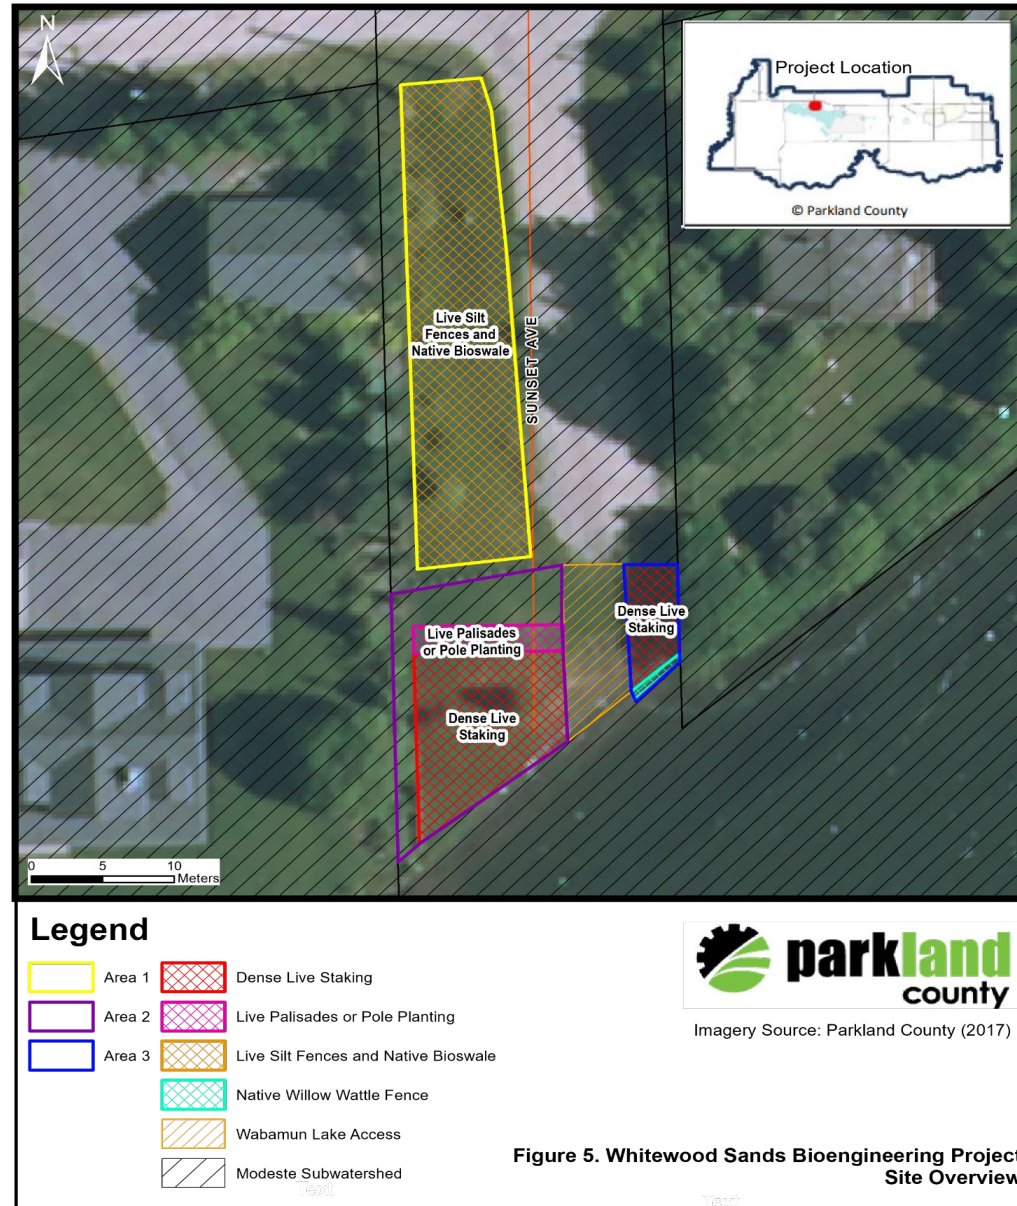 N
Project Location
© Parkland County
Live Silt
Fences and
Native Bioswale
SUNSET AVE
Dense Live
Staking
Live Palisades
or Pole Planting
Dense Live
Staking
0 5 10
Meters
Legend
Area 1
Area 2
Area 3
Dense Live Staking
Live Palisades or Pole Planting
Live Silt Fences and Native Bioswale
Native Willow Wattle Fence
Wabamun Lake Access
Modeste Subwatershed
Text
parkland
county
Imagery Source: Parkland County (2017)
Figure 5. Whitewood Sands Bioengineering Project
Site Overview
Text